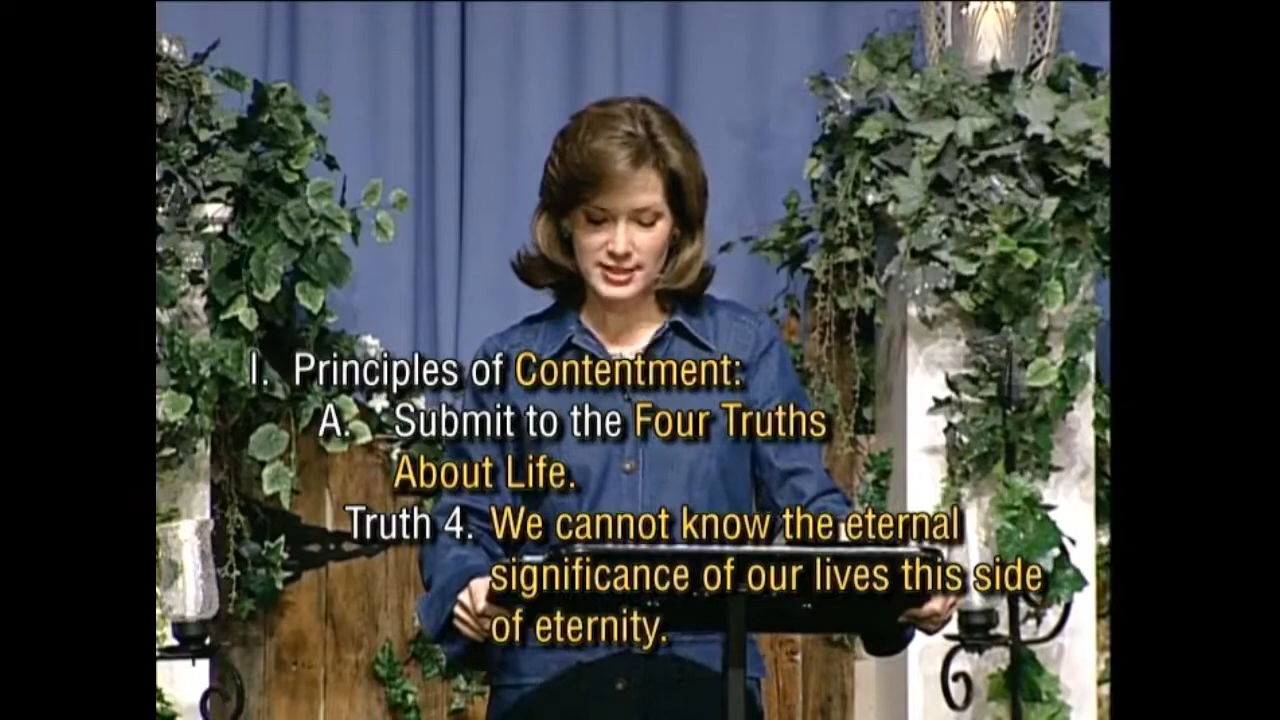 I. Principles of Contentment:
A. Submit to the Four Truths
About Life.
Truth 4. We cannot know the eternal
significance of our lives this side
of eternity.